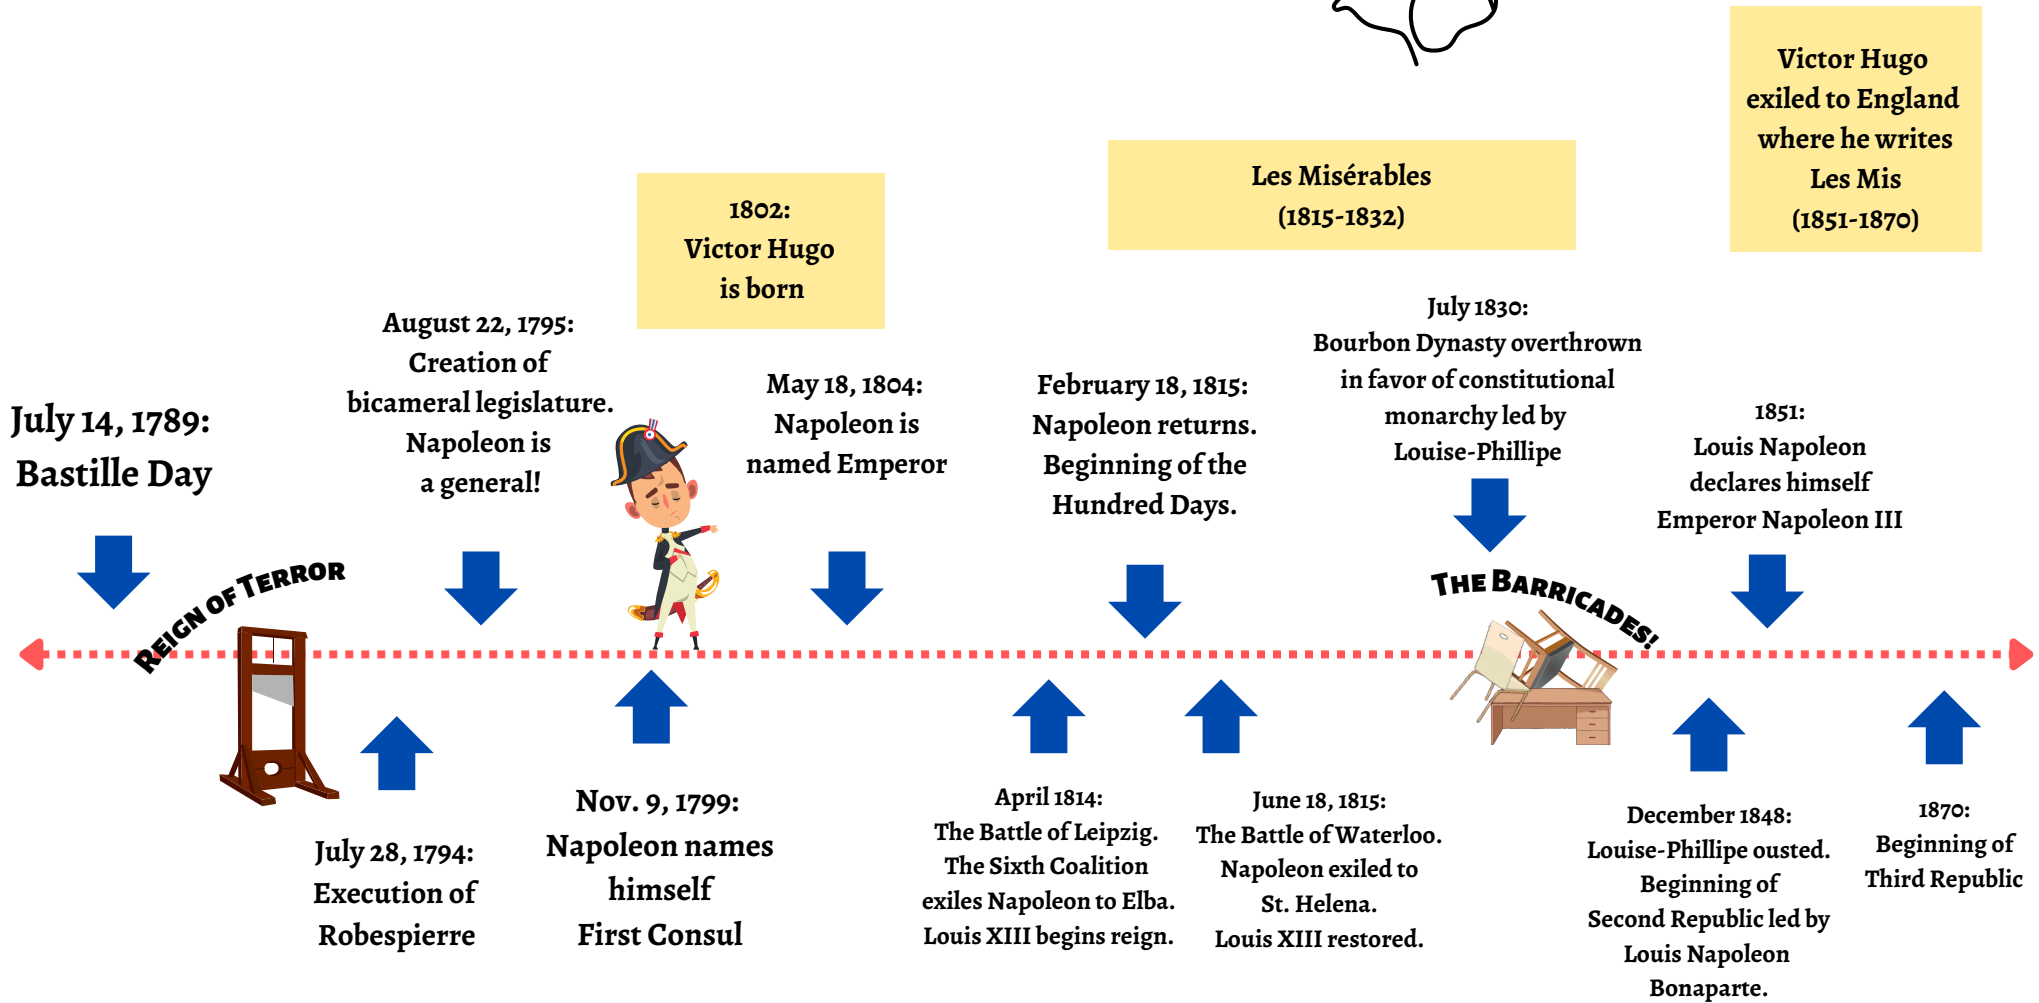 Victor Hugo
exiled to England
where he writes
Les Mis
(1851-1870)
Les Misérables
(1815-1832)
1802:
Victor Hugo
is born
July 14, 1789:
Bastille Day
August 22, 1795:
Creation of
bicameral legislature.
Napoleon is
a general!
May 18, 1804:
Napoleon is
named Emperor
February 18, 1815:
Napoleon returns.
Beginning of the
Hundred Days.
July 1830:
Bourbon Dynasty overthrown
in favor of constitutional
monarchy led by
Louise-Phillipe
1851:
Louis Napoleon
declares himself
Emperor Napoleon III
Reign of Terror
The Barricades!
July 28, 1794:
Execution of
Robespierre
Nov. 9, 1799:
Napoleon names
himself
First Consul
April 1814:
The Battle of Leipzig.
The Sixth Coalition
exiles Napoleon to Elba.
Louis XIII begins reign.
June 18, 1815:
The Battle of Waterloo.
Napoleon exiled to
St. Helena.
Louis XIII restored.
December 1848:
Louise-Phillipe ousted.
Beginning of
Second Republic led by
Louis Napoleon
Bonaparte.
1870:
Beginning of
Third Republic